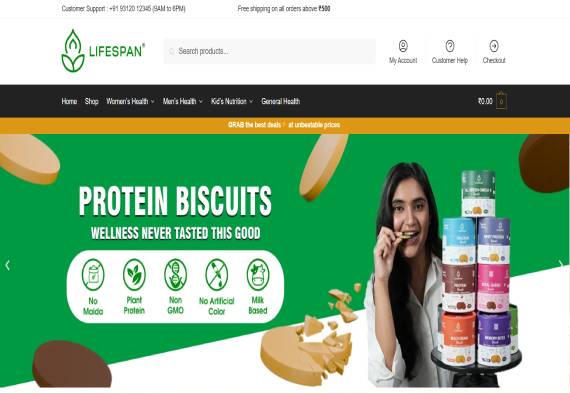 Customer Support : +91 93120 12345 (9AM to 6PM)
Free shipping on all orders above ₹500
LIFESPAN®
Search products...
My Account
Customer Help
Checkout
Home Shop Women's Health Men's Health Kid's Nutrition General Health
₹0.00 0
GRAB the best deals at unbeatable prices
PROTEIN BISCUITS
WELLNESS NEVER TASTED THIS GOOD
No
Maida
Plant
Protein
Non
GMO
No Artificial
Color
Milk
Based